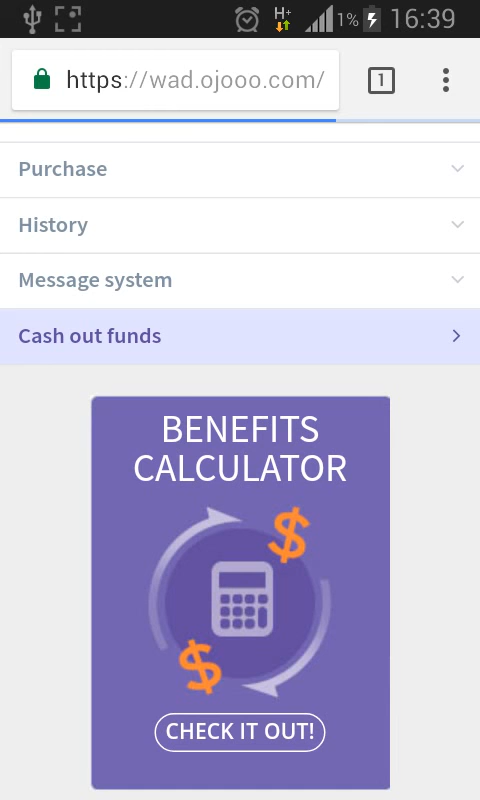 H+
1% 16:39
https://wad.ojooo.com/
1
Purchase
History
Message system
Cash out funds
BENEFITS
CALCULATOR
$
$
CHECK IT OUT!